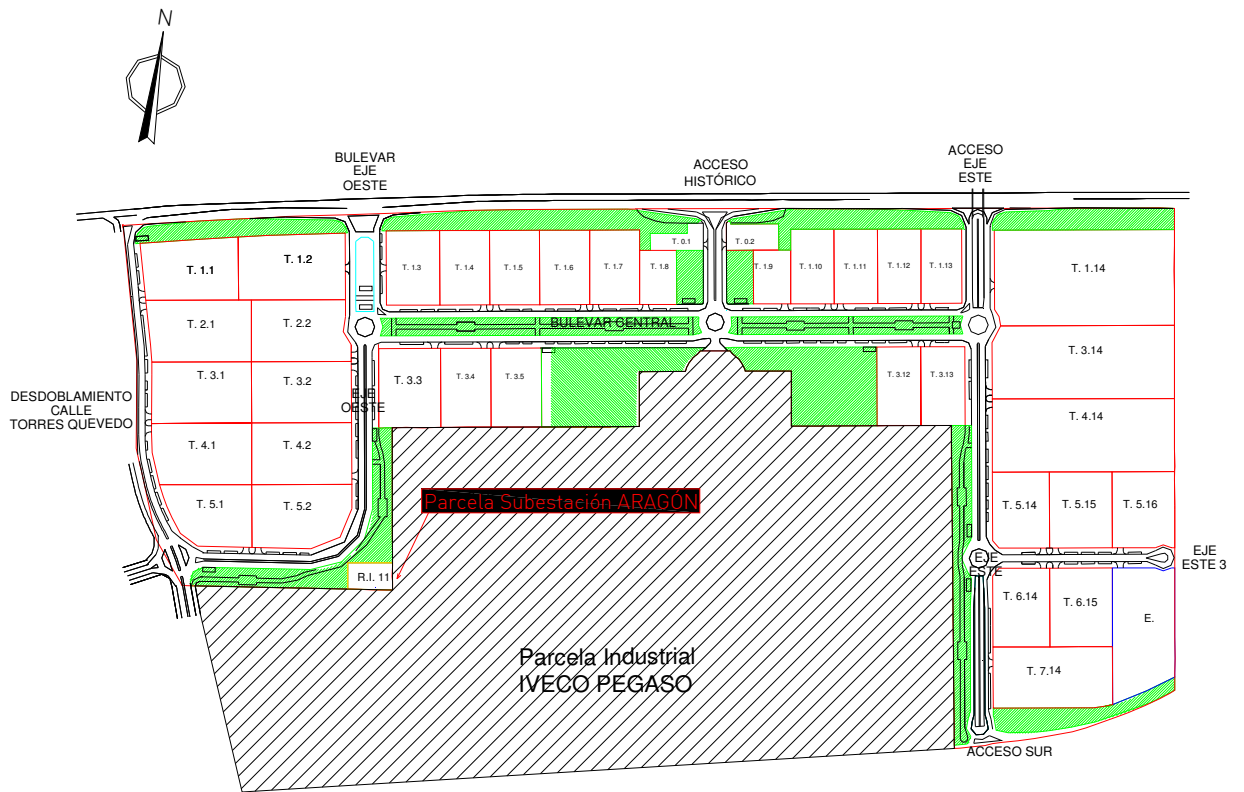 N
BULEVAR
EJE
OESTE
ACCESO
HISTÓRICO
ACCESO
EJE
ESTE
T. 1.1
T. 1.2
T. 1.3
T. 1.4
T. 1.5
T. 1.6
T. 1.7
T. 1.8
T. 0.1
T. 0.2
T. 1.9
T. 1.10
T. 1.11
T. 1.12
T. 1.13
T. 1.14
T. 2.1
T. 2.2
BULEVAR CENTRAL
T. 3.1
T. 3.2
T. 3.3
T. 3.4
T. 3.5
T. 3.12
T. 3.13
T. 3.14
DESDOBLAMIENTO
CALLE
TORRES QUEVEDO
EJE
OESTE
T. 4.1
T. 4.2
T. 4.14
T. 5.1
T. 5.2
Parcela Subestación ARAGÓN
T. 5.14
T. 5.15
T. 5.16
EJE
ESTE
EJE
ESTE 3
R.I. 11
T. 6.14
T. 6.15
E.
Parcela Industrial
IVECO PEGASO
T. 7.14
ACCESO SUR